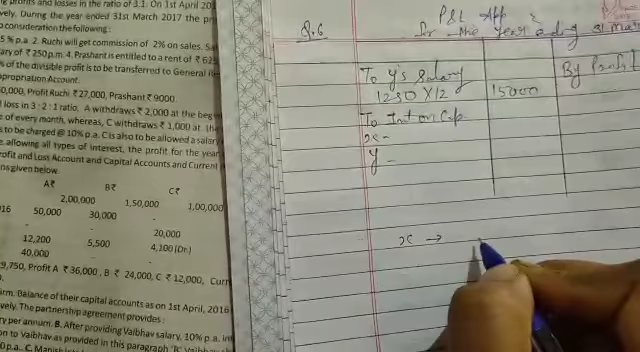 ng profits and losses in the ratio of 3:1. On 1st April 201
vely. During the year ended 31st March 2017 the pr
o consideration the following:
5 % p.a. 2. Ruchi will get commission of 2% on sales. Sal
ary of ₹ 250 p.m. 4. Prashant is entitled to a rent of ₹ 625
% of the divisible profit is to be transferred to General
ppropriation Account.
0,000, Profit Ruchi ₹ 27,000, Prashant ₹ 9000.
loss in 3 : 2 : 1 ratio. A withdraws ₹ 2,000 at the beg
e of every month, whereas, C withdraws ₹ 1,000 at the
s to be charged @ 10% p.a. C is also to be allowed a salary
e allowing all types of interest, the profit for the year
rofit and Loss Account and Capital Accounts and Current
ns given below.
A₹ B₹ C₹
2,00,000 1,50,000 1,00,000
16 50,000 30,000 -
- - 20,000
12,200 5,500 4,100 (Dr.)
40,000
9,750, Profit A ₹ 36,000, B ₹ 24,000, C ₹ 12,000, Curr
irm. Balance of their capital accounts as on 1st April, 2016
vely. The partnership agreement provides:
ry per annum. B. After providing Vaibhav salary, 10% p.a. in
on to Vaibhav as provided in this paragraph 'B'
0 p.a. C.
Q.6
P&L App
for the year ending 31 Mar
To Y's Salary
1250 X 12 15000
By Profit
To Int on Cap
x -
y -
x →